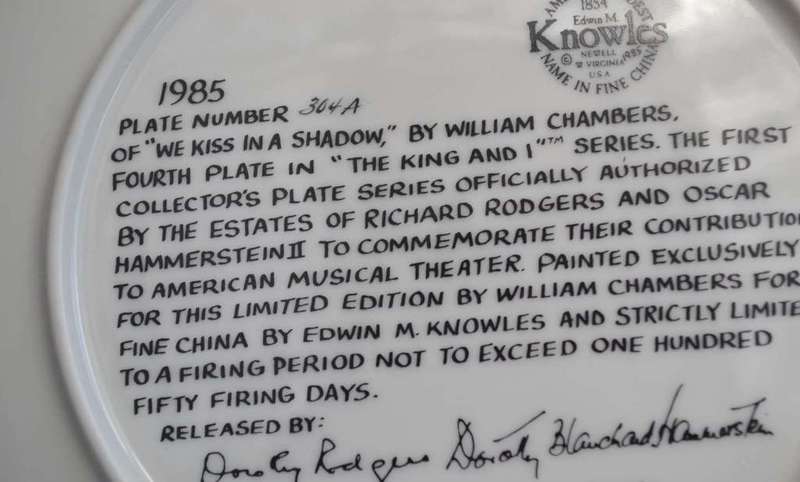 1854
Edwin M.
Knowles
©
NEWELL
VIRGINIA 1985
U.S.A
NAME IN FINE CHINA
1985
PLATE NUMBER 304A
OF "WE KISS IN A SHADOW," BY WILLIAM CHAMBERS,
FOURTH PLATE IN "THE KING AND I"™ SERIES. THE FIRST
COLLECTOR'S PLATE SERIES OFFICIALLY AUTHORIZED
BY THE ESTATES OF RICHARD RODGERS AND OSCAR
HAMMERSTEIN II TO COMMEMORATE THEIR CONTRIBUTIO
TO AMERICAN MUSICAL THEATER. PAINTED EXCLUSIVELY
FOR THIS LIMITED EDITION BY WILLIAM CHAMBERS FOR
FINE CHINA BY EDWIN M. KNOWLES AND STRICTLY LIMITE
TO A FIRING PERIOD NOT TO EXCEED ONE HUNDRED
FIFTY FIRING DAYS.
RELEASED BY:
Dorothy Rodgers Dorothy Blanchard Hammerstein